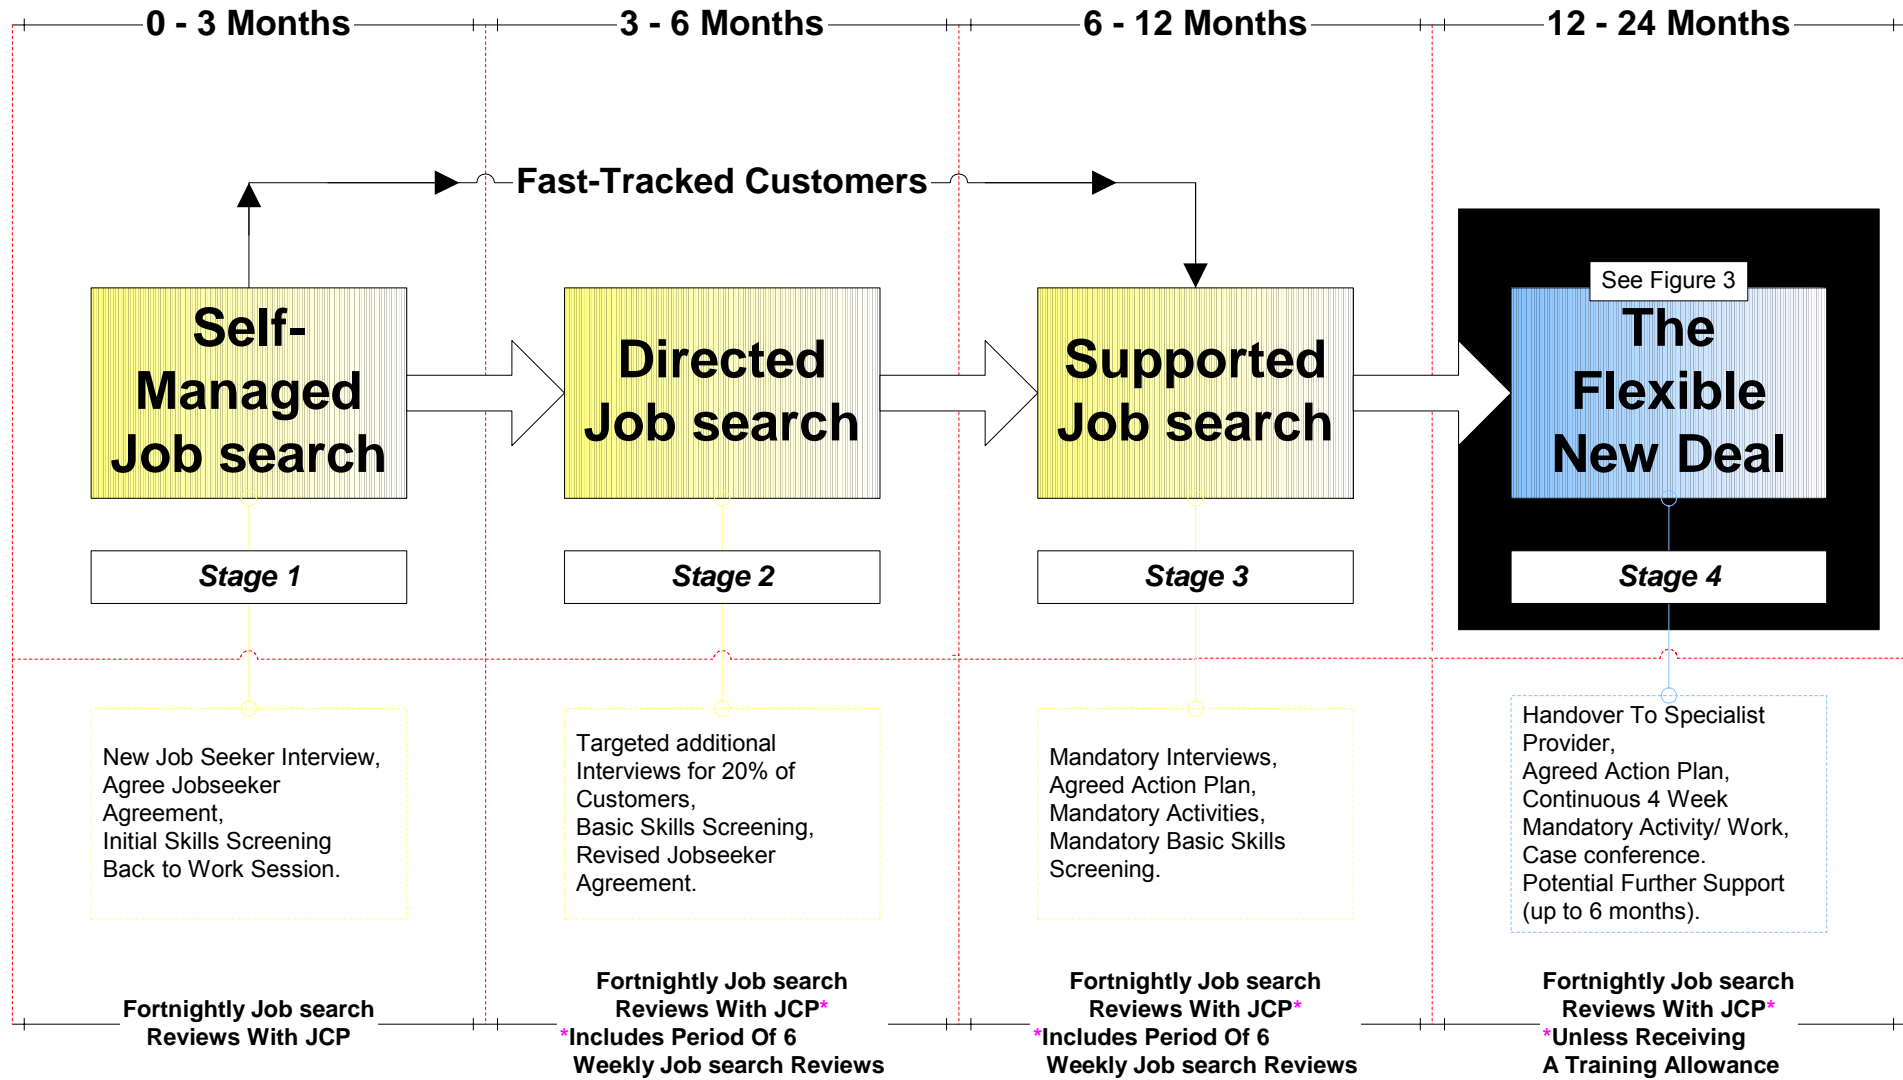 0 - 3 Months
3 - 6 Months
6 - 12 Months
12 - 24 Months
Fast-Tracked Customers
Self-
Managed
Job search
Directed
Job search
Supported
Job search
See Figure 3
The
Flexible
New Deal
Stage 1
Stage 2
Stage 3
Stage 4
New Job Seeker Interview,
Agree Jobseeker
Agreement,
Initial Skills Screening
Back to Work Session.
Targeted additional
Interviews for 20% of
Customers,
Basic Skills Screening,
Revised Jobseeker
Agreement.
Mandatory Interviews,
Agreed Action Plan,
Mandatory Activities,
Mandatory Basic Skills
Screening.
Handover To Specialist
Provider,
Agreed Action Plan,
Continuous 4 Week
Mandatory Activity/ Work,
Case conference.
Potential Further Support
(up to 6 months).
Fortnightly Job search
Reviews With JCP
Fortnightly Job search
Reviews With JCP*
*Includes Period Of 6
Weekly Job search Reviews
Fortnightly Job search
Reviews With JCP*
*Includes Period Of 6
Weekly Job search Reviews
Fortnightly Job search
Reviews With JCP*
*Unless Receiving
A Training Allowance